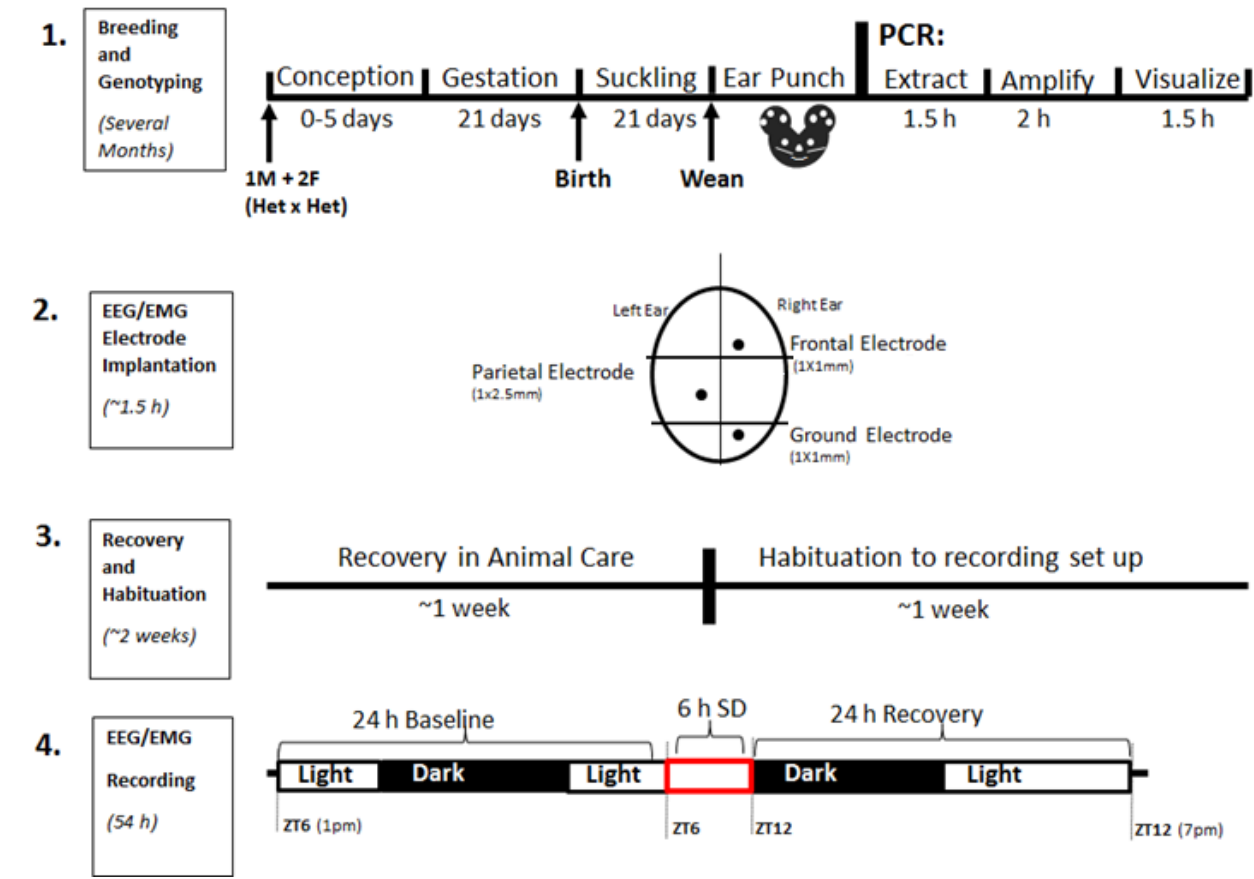 1.
Breeding
and
Genotyping
(Several
Months)
PCR:
Conception Gestation Suckling Ear Punch Extract Amplify Visualize
0-5 days 21 days 21 days 1.5 h 2 h 1.5 h
1M + 2F
(Het x Het)
Birth Wean
2.
EEG/EMG
Electrode
Implantation
(~1.5 h)
Left Ear Right Ear
Frontal Electrode
(1X1mm)
Parietal Electrode
(1x2.5mm)
Ground Electrode
(1X1mm)
3.
Recovery
and
Habituation
(~2 weeks)
Recovery in Animal Care Habituation to recording set up
~1 week ~1 week
4.
EEG/EMG
Recording
(54 h)
24 h Baseline 6 h SD 24 h Recovery
Light Dark Light Dark Light
ZT6 (1pm) ZT6 ZT12 ZT12 (7pm)